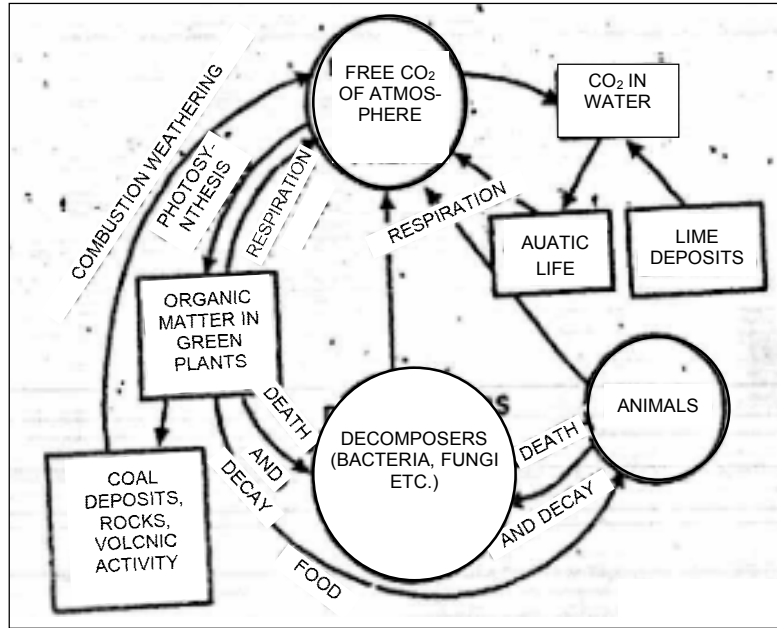 FREE CO₂
OF ATMOS-
PHERE
CO₂ IN
WATER
COMBUSTION WEATHERING
PHOTOSY-
NTHESIS
RESPIRATION
RESPIRATION
AUATIC
LIFE
LIME
DEPOSITS
ORGANIC
MATTER IN
GREEN
PLANTS
ANIMALS
DEATH
AND
DECAY
DECOMPOSERS
(BACTERIA, FUNGI
ETC.)
DEATH
AND DECAY
COAL
DEPOSITS,
ROCKS,
VOLCNIC
ACTIVITY
FOOD